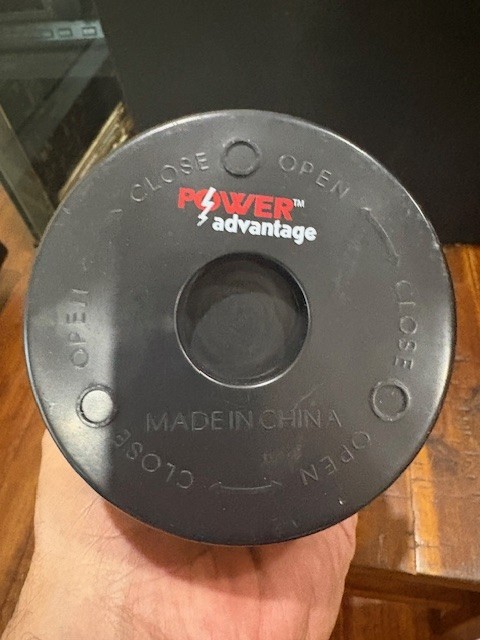 CLOSE OPEN
POWER™
advantage
CLOSE
OPEN
MADE IN CHINA
OPEN
CLOSE